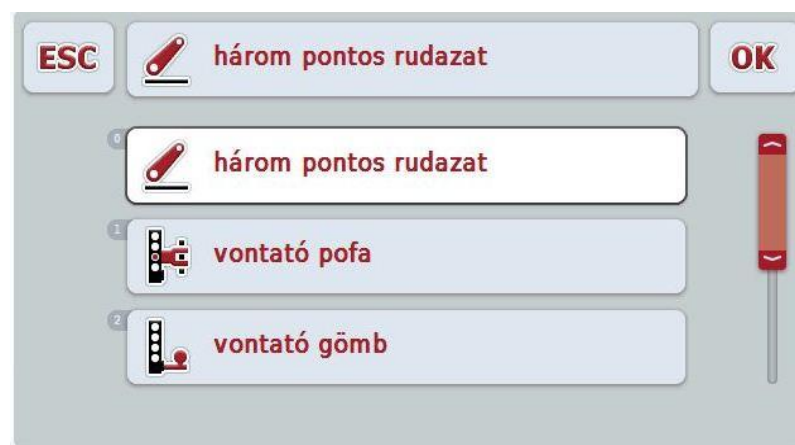 ESC
három pontos rudazat
OK
0
három pontos rudazat
1
vontató pofa
2
vontató gömb